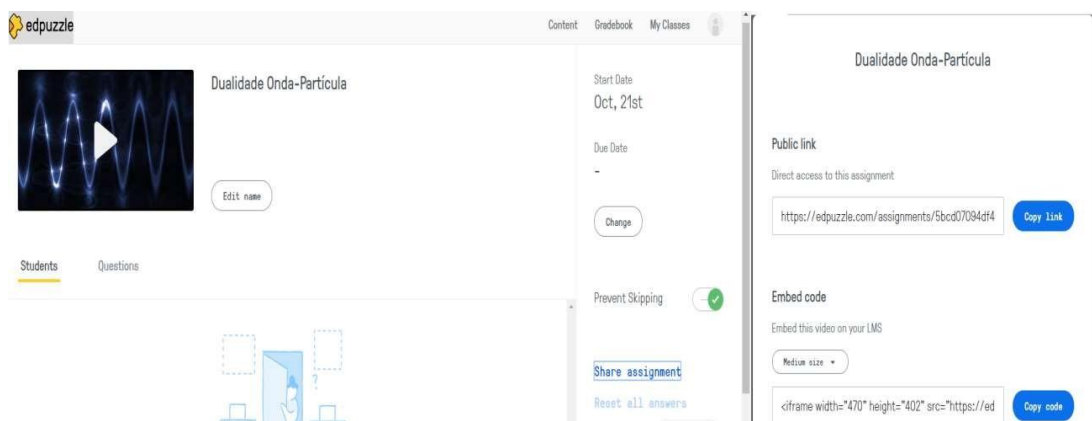 edpuzzle
Content Gradebook My Classes
Dualidade Onda-Partícula
Edit name
Students Questions
Start Date
Oct, 21st
Due Date
-
Change
Prevent Skipping
Share assignment
Reset all answers
?
Dualidade Onda-Partícula
Public link
Direct access to this assignment
https://edpuzzle.com/assignments/5bcd07094df4
Copy link
Embed code
Embed this video on your LMS
Medium size
<iframe width="470" height="402" src="https://ed
Copy code